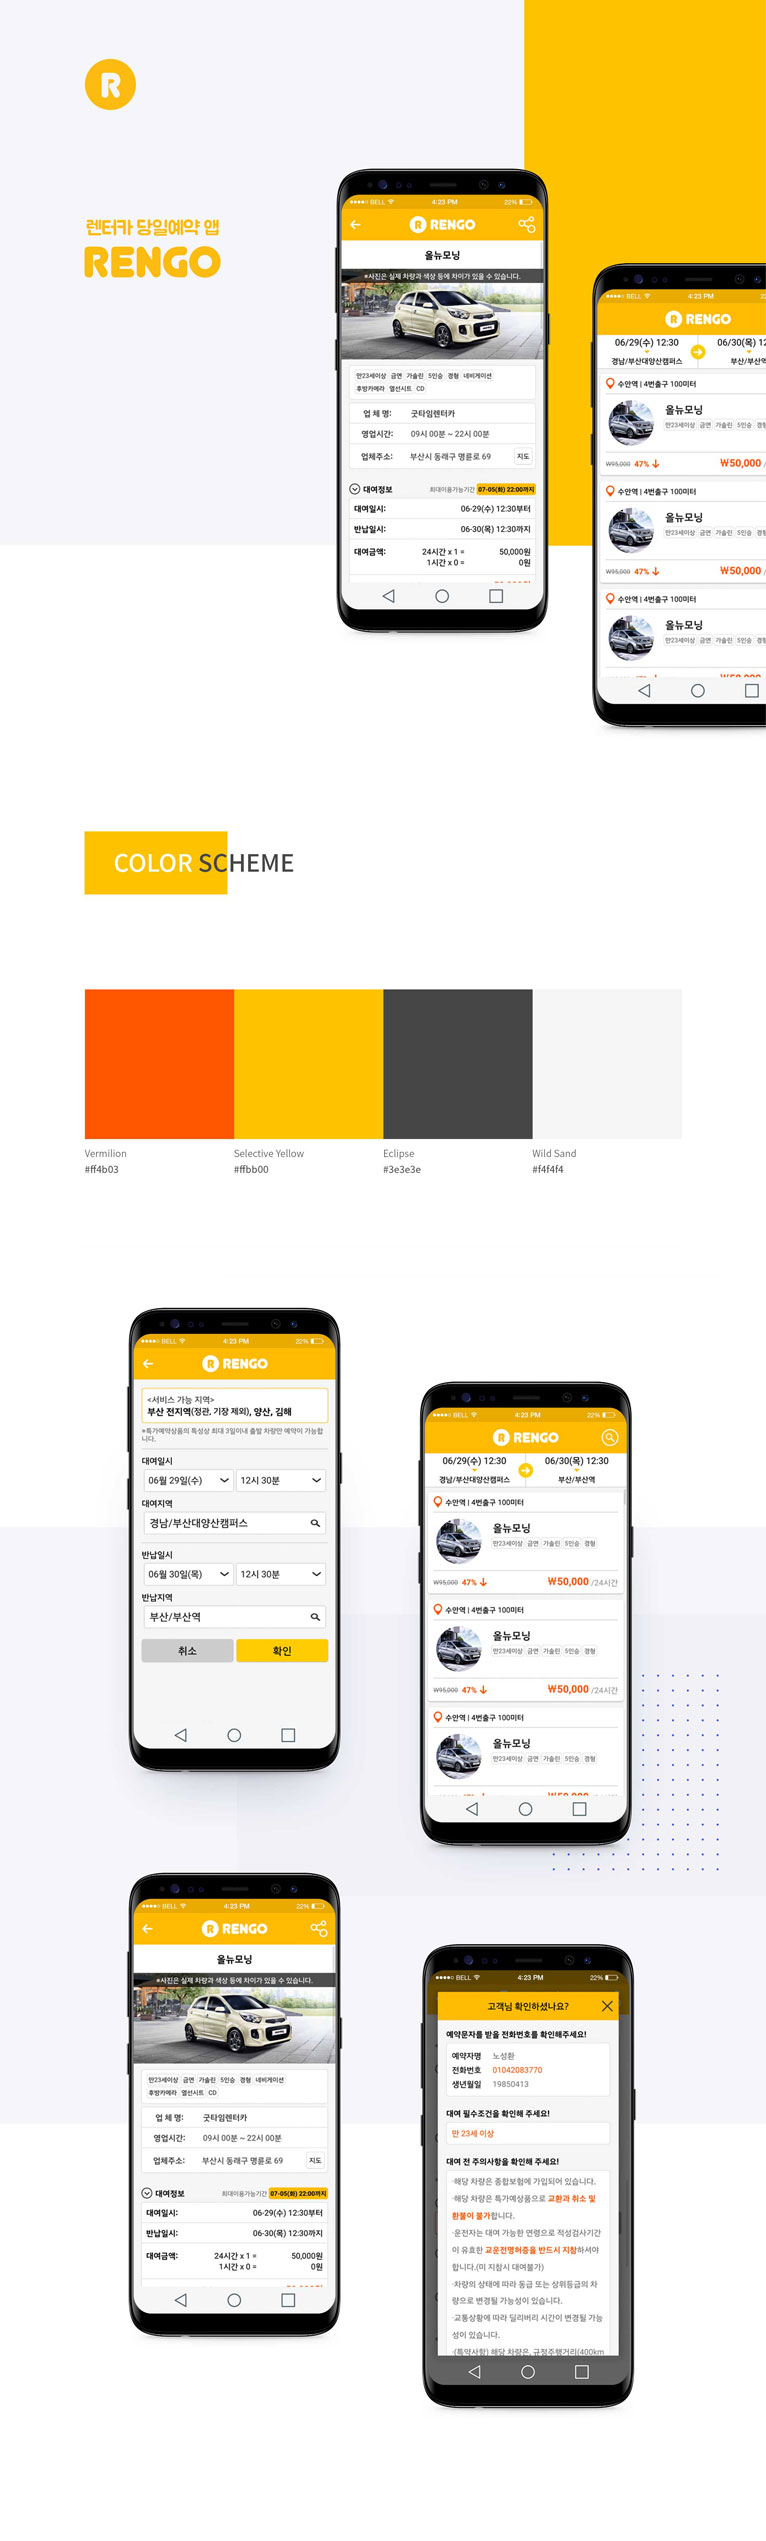 R
렌터카 당일예약 앱
RENGO
BELL 4:23 PM 22%
R RENGO
올뉴모닝
※사진은 실제 차량과 색상 등에 차이가 있을 수 있습니다.
만23세이상 금연 가솔린 5인승 경형 네비게이션
후방카메라 열선시트 CD
업 체 명: 굿타임렌터카
영업시간: 09시 00분 ~ 22시 00분
업체주소: 부산시 동래구 명륜로 69 지도
대여정보 최대이용가능기간 07-05(화) 22:00까지
대여일시: 06-29(수) 12:30부터
반납일시: 06-30(목) 12:30까지
대여금액: 24시간 x 1 = 50,000원
1시간 x 0 = 0원
BELL 4:23 PM
R RENGO
06/29(수) 12:30 06/30(목) 12
경남/부산대양산캠퍼스 부산/부산역
수안역 | 4번출구 100미터
올뉴모닝
만23세이상 금연 가솔린 5인승 경형
₩95,000 47% ₩50,000 /
수안역 | 4번출구 100미터
올뉴모닝
만23세이상 금연 가솔린 5인승 경형
₩95,000 47% ₩50,000 /
수안역 | 4번출구 100미터
올뉴모닝
만23세이상 금연 가솔린 5인승 경형
COLOR SCHEME
Vermilion
#ff4b03
Selective Yellow
#ffbb00
Eclipse
#3e3e3e
Wild Sand
#f4f4f4
BELL 4:23 PM 22%
R RENGO
<서비스 가능 지역>
부산 전지역(정관, 기장 제외), 양산, 김해
※특가예약상품의 특성상 최대 3일이내 출발 차량만 예약이 가능합
니다.
대여일시
06월 29일(수) 12시 30분
대여지역
경남/부산대양산캠퍼스
반납일시
06월 30일(목) 12시 30분
반납지역
부산/부산역
취소 확인
BELL 4:23 PM 22%
R RENGO
06/29(수) 12:30 06/30(목) 12:30
경남/부산대양산캠퍼스 부산/부산역
수안역 | 4번출구 100미터
올뉴모닝
만23세이상 금연 가솔린 5인승 경형
₩95,000 47% ₩50,000 /24시간
수안역 | 4번출구 100미터
올뉴모닝
만23세이상 금연 가솔린 5인승 경형
₩95,000 47% ₩50,000 /24시간
수안역 | 4번출구 100미터
올뉴모닝
만23세이상 금연 가솔린 5인승 경형
BELL 4:23 PM 22%
R RENGO
올뉴모닝
※사진은 실제 차량과 색상 등에 차이가 있을 수 있습니다.
만23세이상 금연 가솔린 5인승 경형 네비게이션
후방카메라 열선시트 CD
업 체 명: 굿타임렌터카
영업시간: 09시 00분 ~ 22시 00분
업체주소: 부산시 동래구 명륜로 69 지도
대여정보 최대이용가능기간 07-05(화) 22:00까지
대여일시: 06-29(수) 12:30부터
반납일시: 06-30(목) 12:30까지
대여금액: 24시간 x 1 = 50,000원
1시간 x 0 = 0원
BELL 4:23 PM 22%
고객님 확인하셨나요?
예약문자를 받을 전화번호를 확인해주세요!
예약자명 노성환
전화번호 01042083770
생년월일 19850413
대여 필수조건을 확인해 주세요!
만 23세 이상
대여 전 주의사항을 확인해 주세요!
·해당 차량은 종합보험에 가입되어 있습니다.
·해당 차량은 특가예상품으로 교환과 취소 및
환불이 불가합니다.
·운전자는 대여 가능한 연령으로 적성검사기간
이 유효한 교운전명허증을 반드시 지참하셔야
합니다.(미 지참시 대여불가)
·차량의 상태에 따라 동급 또는 상위등급의 차
량으로 변경될 가능성이 있습니다.
·교통상황에 따라 딜리버리 시간이 변경될 가능
성이 있습니다.
·(특약사항) 해당 차량은, 규정주행거리(400km